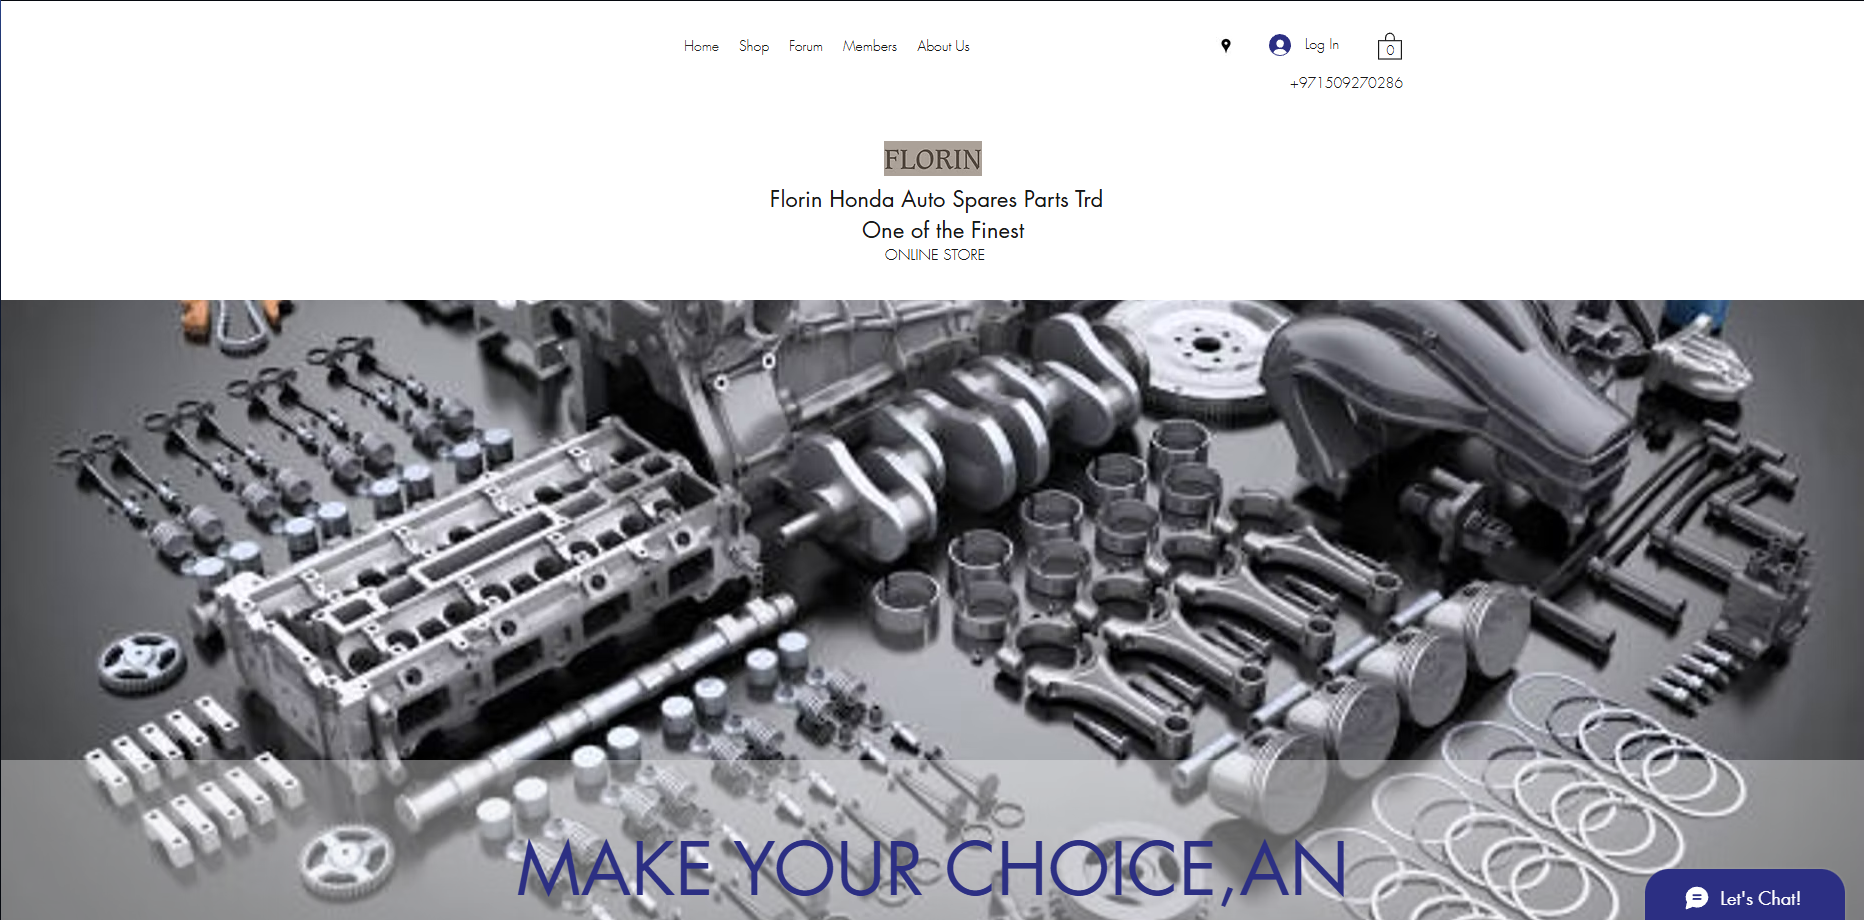 Home Shop Forum Members About Us
Log In
0
+971509270286
FLORIN
Florin Honda Auto Spares Parts Trd
One of the Finest
ONLINE STORE
MAKE YOUR CHOICE,AN
Let's Chat!